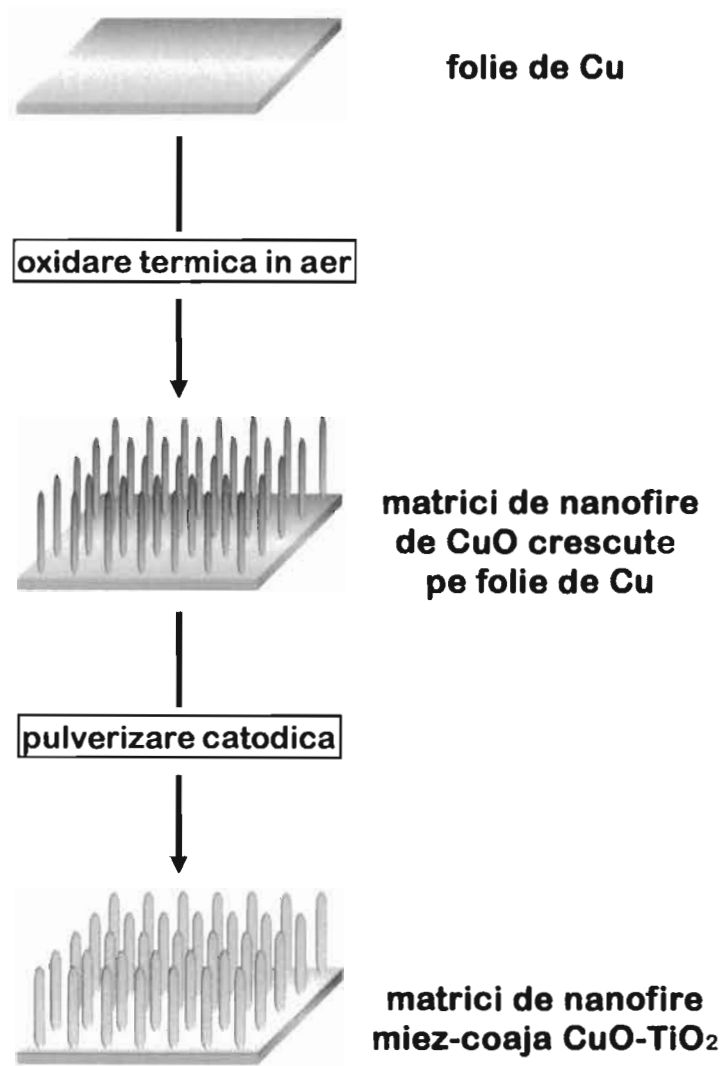 folie de Cu
oxidare termica in aer
matrici de nanofire
de CuO crescute
pe folie de Cu
pulverizare catodica
matrici de nanofire
miez-coaja CuO-TiO₂